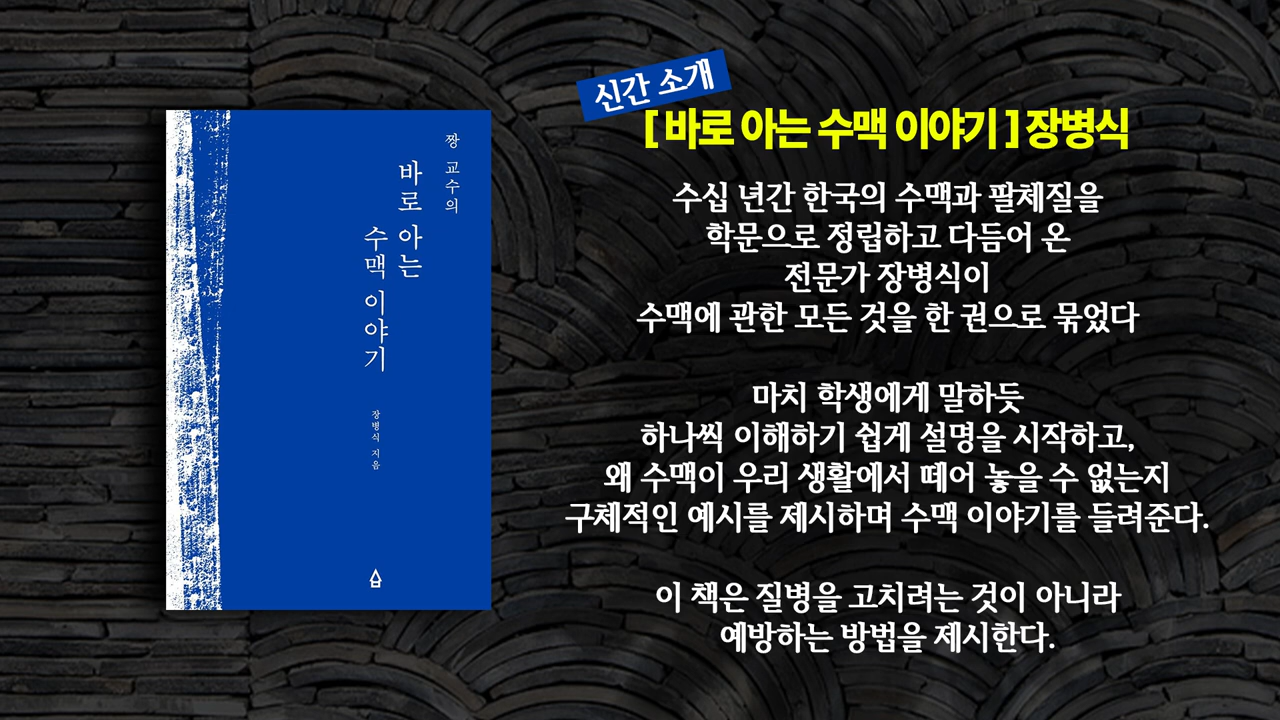 짱 교수의
바로 아는
수맥 이야기
장병식 지음
신간 소개
[ 바로 아는 수맥 이야기 ] 장병식
수십 년간 한국의 수맥과 팔체질을
학문으로 정립하고 다듬어 온
전문가 장병식이
수맥에 관한 모든 것을 한 권으로 묶었다
마치 학생에게 말하듯
하나씩 이해하기 쉽게 설명을 시작하고,
왜 수맥이 우리 생활에서 떼어 놓을 수 없는지
구체적인 예시를 제시하며 수맥 이야기를 들려준다.
이 책은 질병을 고치려는 것이 아니라
예방하는 방법을 제시한다.